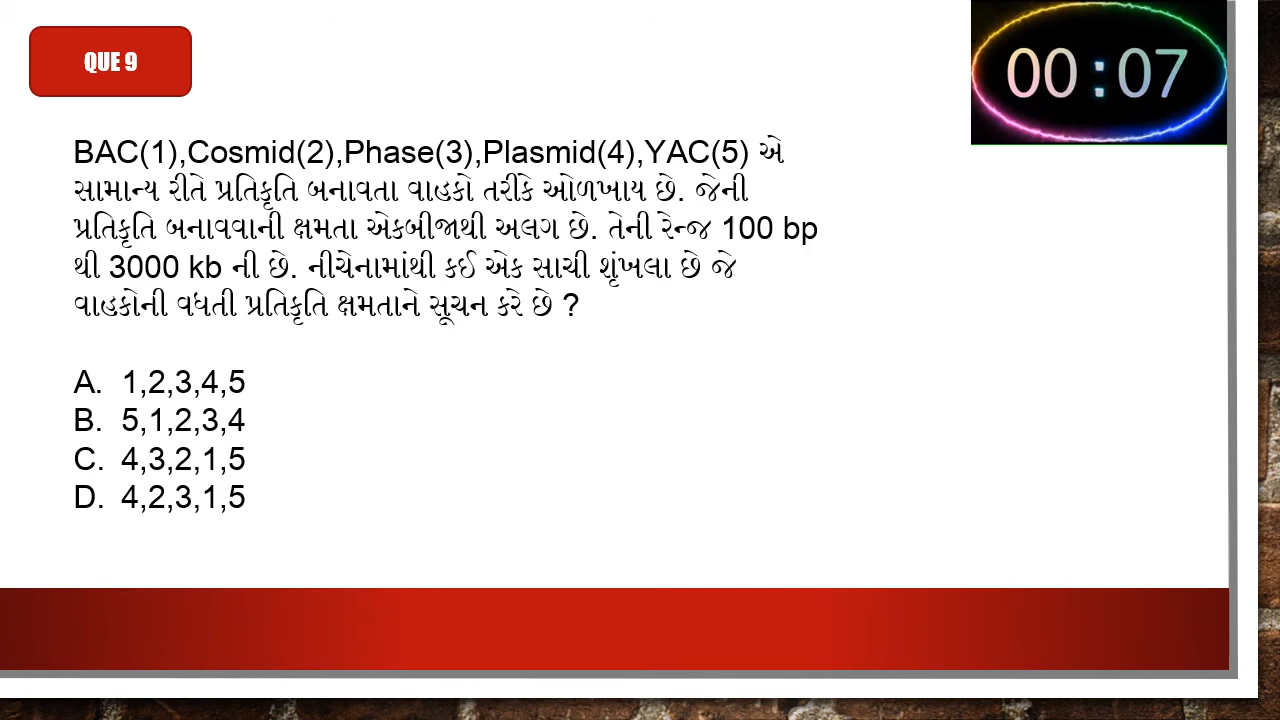 QUE 9
00:07
BAC(1),Cosmid(2),Phase(3),Plasmid(4),YAC(5) એ
સામાન્ય રીતે પ્રતિકૃતિ બનાવતા વાહકો તરીકે ઓળખાય છે. જેની
પ્રતિકૃતિ બનાવવાની ક્ષમતા એકબીજાથી અલગ છે. તેની રેન્જ 100 bp
થી 3000 kb ની છે. નીચેનામાંથી કઈ એક સાચી શૃંખલા છે જે
વાહકોની વધતી પ્રતિકૃતિ ક્ષમતાને સૂચન કરે છે ?
A. 1,2,3,4,5
B. 5,1,2,3,4
C. 4,3,2,1,5
D. 4,2,3,1,5